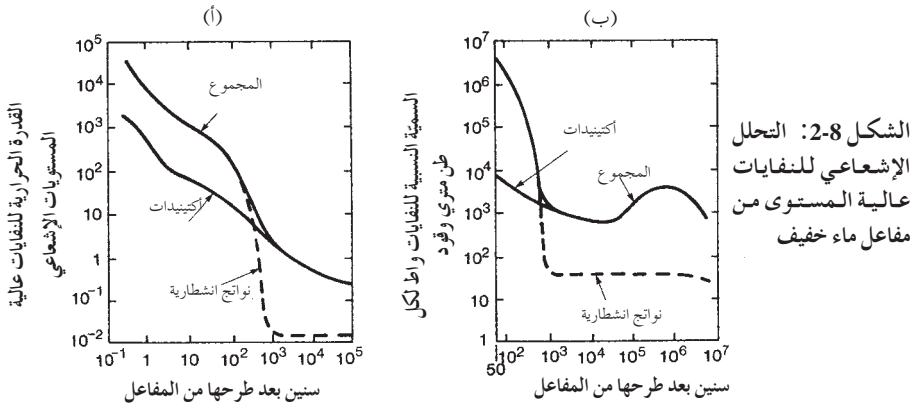 (أ)
القدرة الحرارية للنفايات عالية
المستويات الإشعاعي
10⁵
10⁴
10³
10²
10
1
10⁻¹
10⁻²
المجموع
أكتينيدات
نواتج انشطارية
10⁻¹ 1 10 10² 10³ 10⁴ 10⁵
سنين بعد طرحها من المفاعل
(ب)
السميّة النسبية للنفايات واط لكل
طن متري وقود
10⁷
10⁶
10⁵
10⁴
10³
10²
10
1
أكتينيدات
المجموع
نواتج انشطارية
50 10² 10³ 10⁴ 10⁵ 10⁶ 10⁷
سنين بعد طرحها من المفاعل
الشكل 8-2: التحلل
الإشعاعي للنفايات
عالية المستوى من
مفاعل ماء خفيف